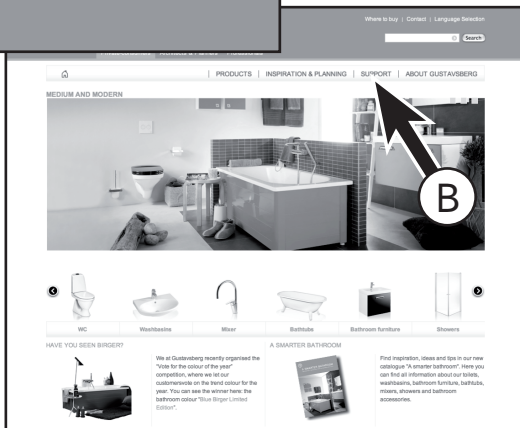 Where to buy | Contact | Language Selection
Search
PRODUCTS | INSPIRATION & PLANNING | SUPPORT | ABOUT GUSTAVSBERG
MEDIUM AND MODERN
B
WC
Washbasins
Mixer
Bathtubs
Bathroom furniture
Showers
HAVE YOU SEEN BIRGER?
We at Gustavsberg recently organised the
"Vote for the colour of the year"
competition, where we let our
customersvote on the trend colour for the
year. You can see the winner here: the
bathroom colour "Blue Birger Limited
Edition".
A SMARTER BATHROOM
Find inspiration, ideas and tips in our new
catalogue "A smarter bathroom". Here you
can find all information about our toilets,
washbasins, bathroom furniture, bathtubs,
mixers, showers and bathroom
accessories.